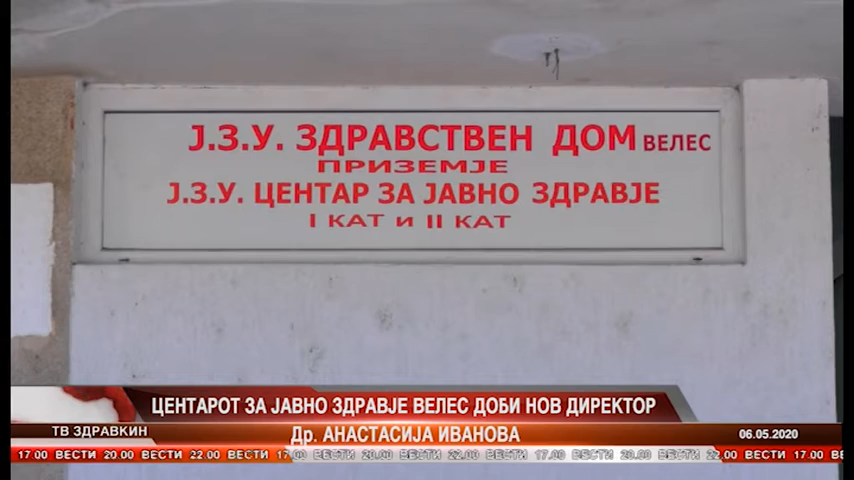 Ј.З.У. ЗДРАВСТВЕН ДОМ ВЕЛЕС
ПРИЗЕМЈЕ
Ј.З.У. ЦЕНТАР ЗА ЈАВНО ЗДРАВЈЕ
I КАТ и II КАТ
ЦЕНТАРОТ ЗА ЈАВНО ЗДРАВЈЕ ВЕЛЕС ДОБИ НОВ ДИРЕКТОР
ТВ ЗДРАВКИН
Др. АНАСТАСИЈА ИВАНОВА
06.05.2020
17.00 ВЕСТИ 20.00 ВЕСТИ 22.00 ВЕСТИ 17.00 ВЕСТИ 20.00 ВЕСТИ 22.00 ВЕСТИ 17.00 ВЕСТИ 20.00 ВЕСТИ 22.00 ВЕСТИ 17.00